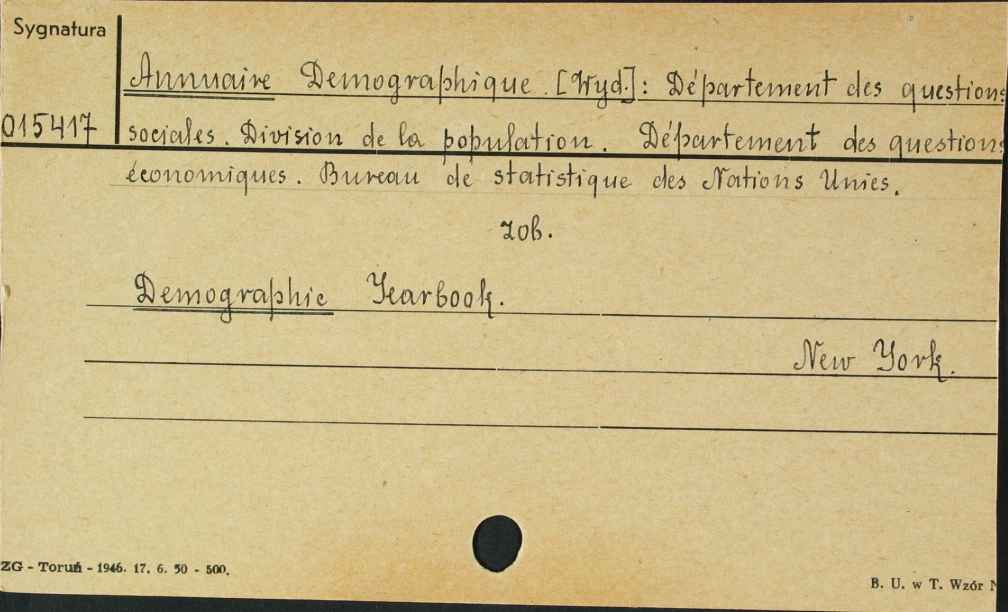 Sygnatura
Annuaire Demographique. [Wyd.]: Département des questions
015417
sociales. Division de la population. Département des questions
économiques. Bureau de statistique des Nations Unies.
zob.
Demographic Yearbook.
New York.
ZG - Toruń - 1946. 17. 6. 50 - 500.
B. U. w T. Wzór